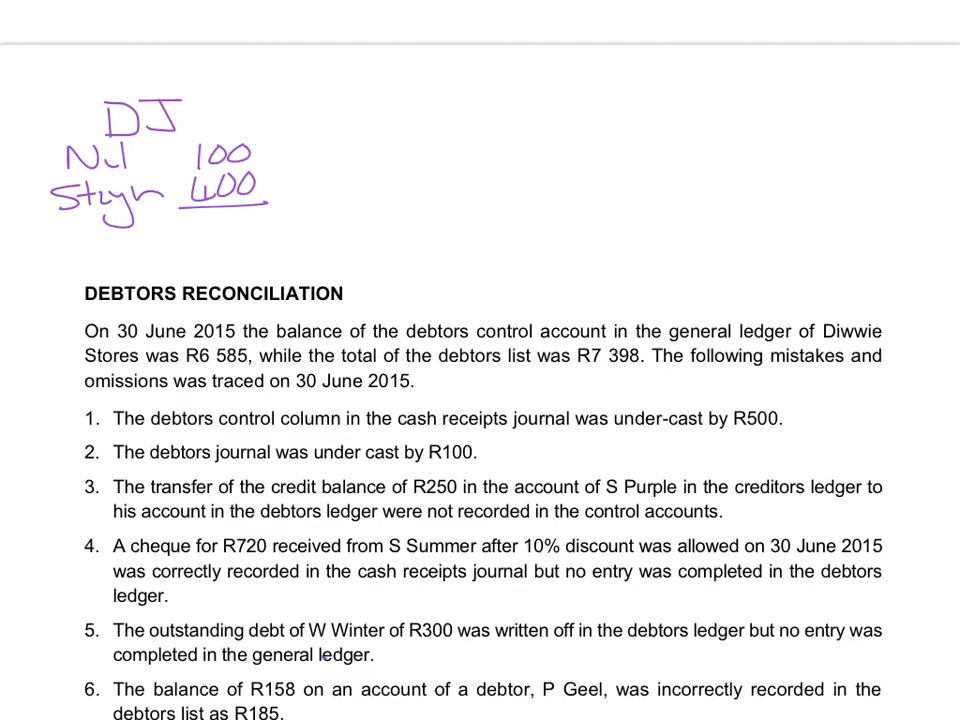 DJ
Nel 100
Steyn 400
DEBTORS RECONCILIATION
On 30 June 2015 the balance of the debtors control account in the general ledger of Diwwie
Stores was R6 585, while the total of the debtors list was R7 398. The following mistakes and
omissions was traced on 30 June 2015.
1. The debtors control column in the cash receipts journal was under-cast by R500.
2. The debtors journal was under cast by R100.
3. The transfer of the credit balance of R250 in the account of S Purple in the creditors ledger to
his account in the debtors ledger were not recorded in the control accounts.
4. A cheque for R720 received from S Summer after 10% discount was allowed on 30 June 2015
was correctly recorded in the cash receipts journal but no entry was completed in the debtors
ledger.
5. The outstanding debt of W Winter of R300 was written off in the debtors ledger but no entry was
completed in the general ledger.
6. The balance of R158 on an account of a debtor, P Geel, was incorrectly recorded in the
debtors list as R185.